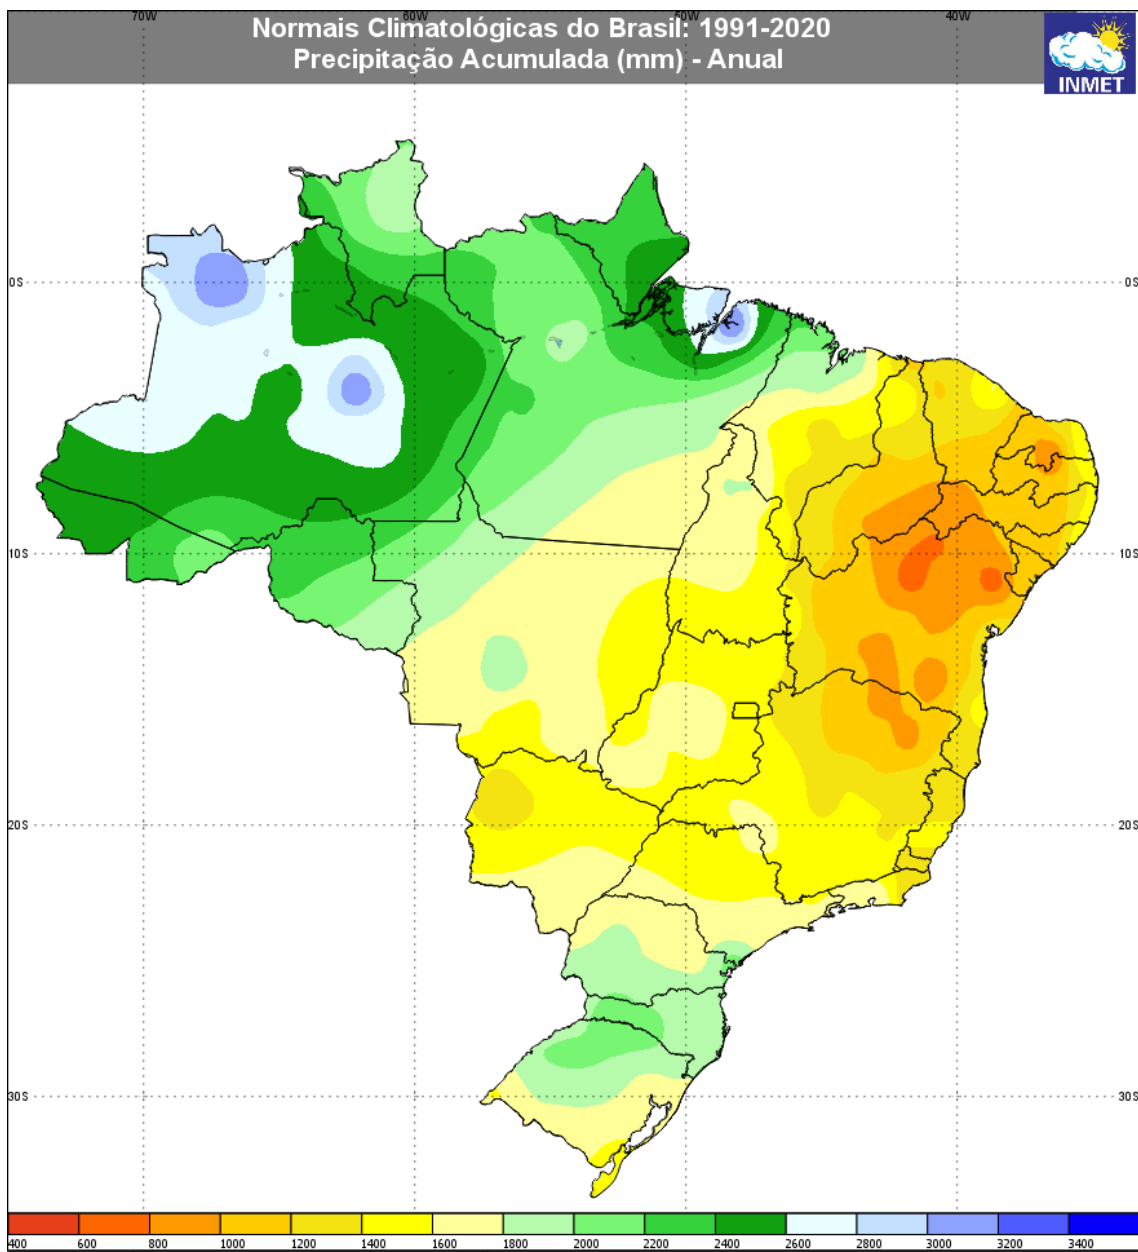 70W 60W 50W 40W
Normais Climatológicas do Brasil: 1991-2020
Precipitação Acumulada (mm) - Anual
INMET
0S 0S
10S 10S
20S 20S
30S 30S
400 600 800 1000 1200 1400 1600 1800 2000 2200 2400 2600 2800 3000 3200 3400